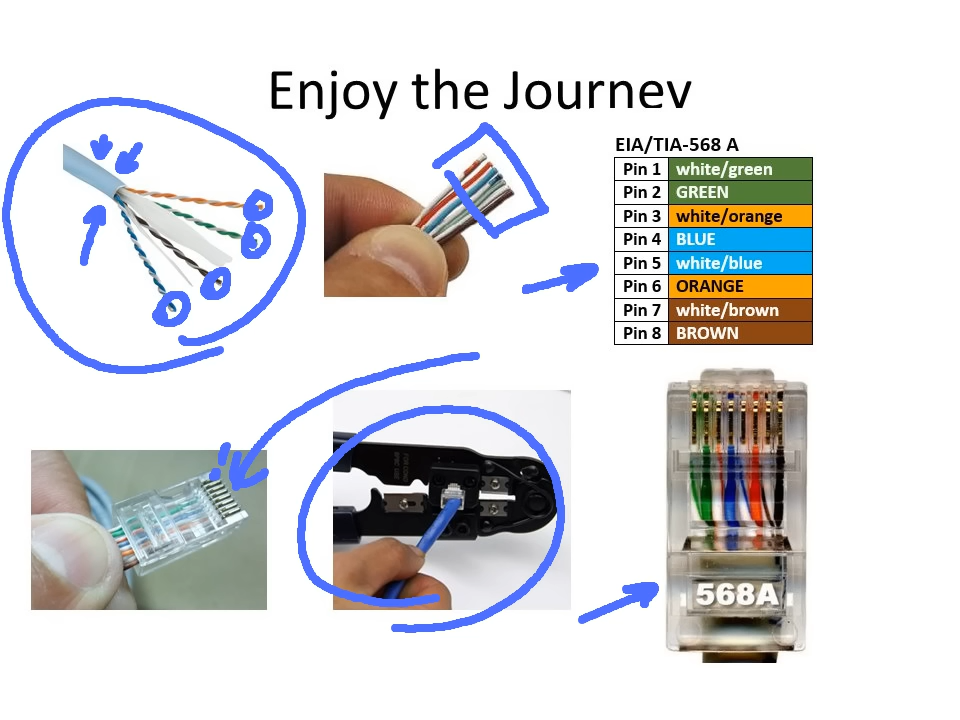 Enjoy the Journey
EIA/TIA-568 A
Pin 1 white/green
Pin 2 GREEN
Pin 3 white/orange
Pin 4 BLUE
Pin 5 white/blue
Pin 6 ORANGE
Pin 7 white/brown
Pin 8 BROWN
568A